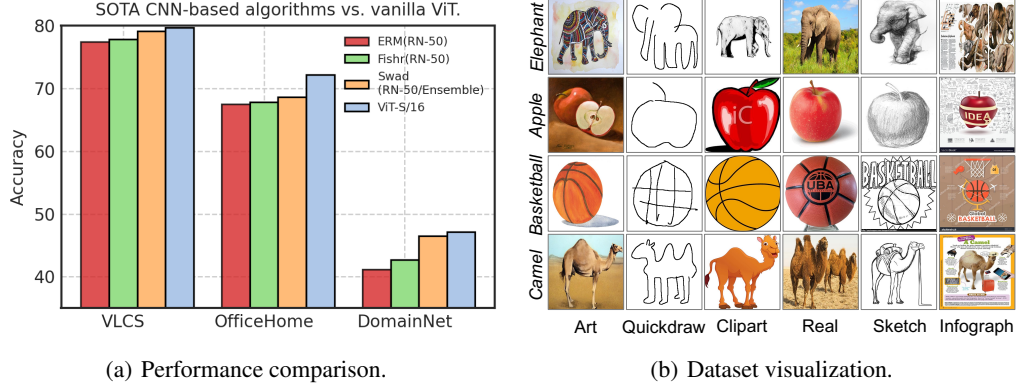 SOTA CNN-based algorithms vs. vanilla ViT.
Accuracy
80
70
60
50
40
ERM(RN-50)
Fishr(RN-50)
Swad
(RN-50/Ensemble)
ViT-S/16
VLCS OfficeHome DomainNet
(a) Performance comparison.
Elephant
Apple
iC
IDEA
Basketball
UBA
BASKETBALL
BASKETBALL
Camel
A Camel
Art Quickdraw Clipart Real Sketch Infograph
(b) Dataset visualization.